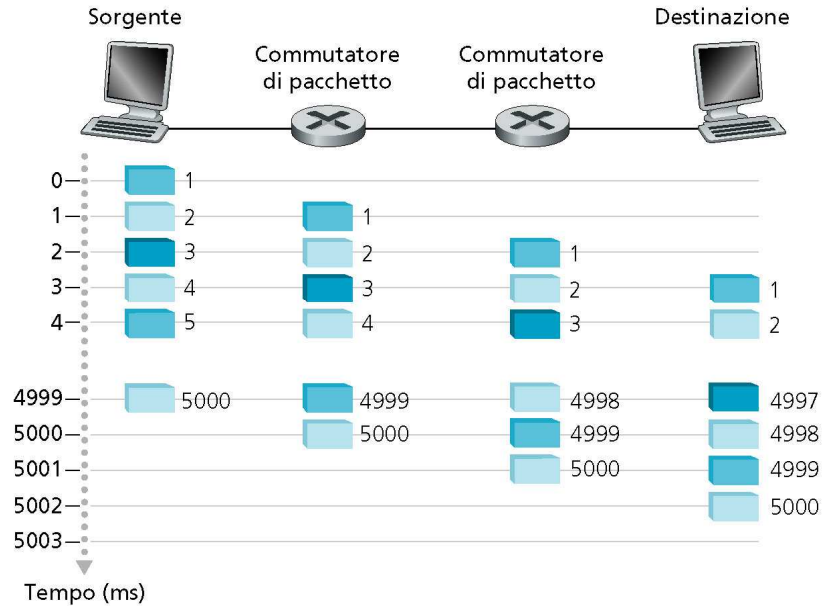 Sorgente
Destinazione
Commutatore
di pacchetto
Commutatore
di pacchetto
0 1
1 2 1
2 3 2 1
3 4 3 2 1
4 5 4 3 2
4999 5000 4999 4998 4997
5000 5000 4999 4998
5001 5000 4999
5002 5000
5003
Tempo (ms)